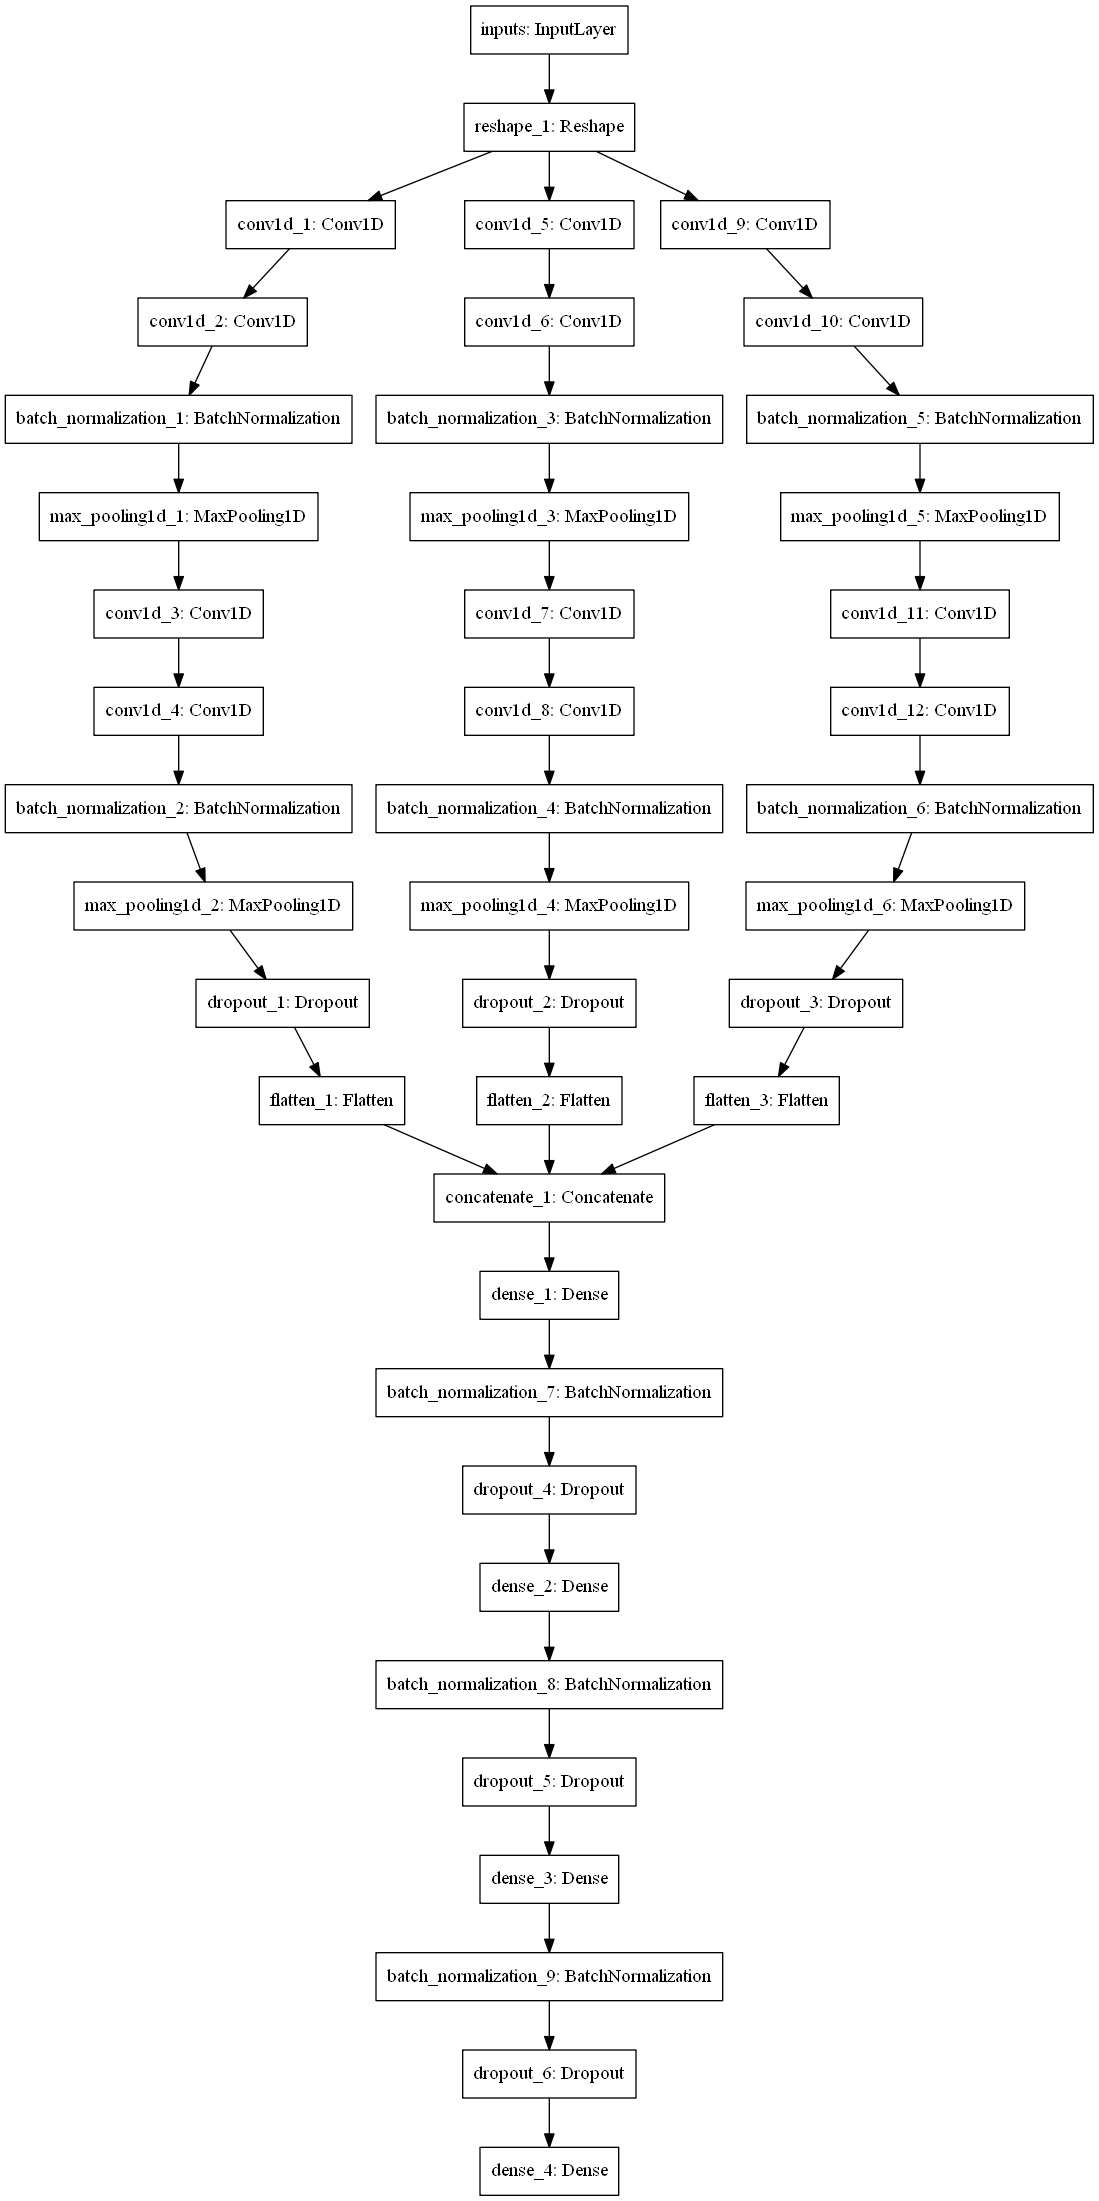 inputs: InputLayer
reshape_1: Reshape
conv1d_1: Conv1D
conv1d_5: Conv1D
conv1d_9: Conv1D
conv1d_2: Conv1D
conv1d_6: Conv1D
conv1d_10: Conv1D
batch_normalization_1: BatchNormalization
batch_normalization_3: BatchNormalization
batch_normalization_5: BatchNormalization
max_pooling1d_1: MaxPooling1D
max_pooling1d_3: MaxPooling1D
max_pooling1d_5: MaxPooling1D
conv1d_3: Conv1D
conv1d_7: Conv1D
conv1d_11: Conv1D
conv1d_4: Conv1D
conv1d_8: Conv1D
conv1d_12: Conv1D
batch_normalization_2: BatchNormalization
batch_normalization_4: BatchNormalization
batch_normalization_6: BatchNormalization
max_pooling1d_2: MaxPooling1D
max_pooling1d_4: MaxPooling1D
max_pooling1d_6: MaxPooling1D
dropout_1: Dropout
dropout_2: Dropout
dropout_3: Dropout
flatten_1: Flatten
flatten_2: Flatten
flatten_3: Flatten
concatenate_1: Concatenate
dense_1: Dense
batch_normalization_7: BatchNormalization
dropout_4: Dropout
dense_2: Dense
batch_normalization_8: BatchNormalization
dropout_5: Dropout
dense_3: Dense
batch_normalization_9: BatchNormalization
dropout_6: Dropout
dense_4: Dense